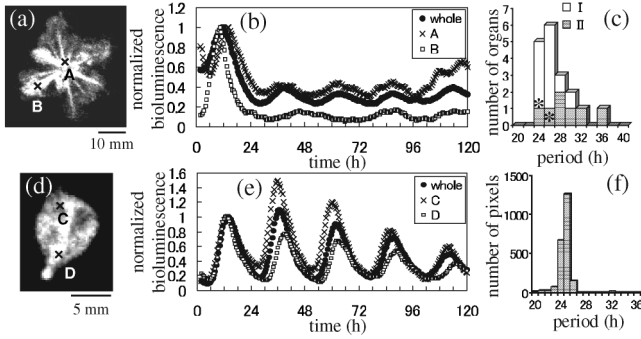 (a)
A
B
10 mm
(b)
normalized
bioluminescence
1.2
1
0.8
0.6
0.4
0.2
0
0 24 48 72 96 120
time (h)
whole
A
B
(c)
number of organs
7
6
5
4
3
2
1
0
I
II
* *
20 24 28 32 36 40
period (h)
(d)
C
D
5 mm
(e)
normalized
bioluminescence
1.6
1.4
1.2
1
0.8
0.6
0.4
0.2
0
0 24 48 72 96 120
time (h)
whole
C
D
(f)
number of pixels
1500
1000
500
0
20 24 28 32 36
period (h)